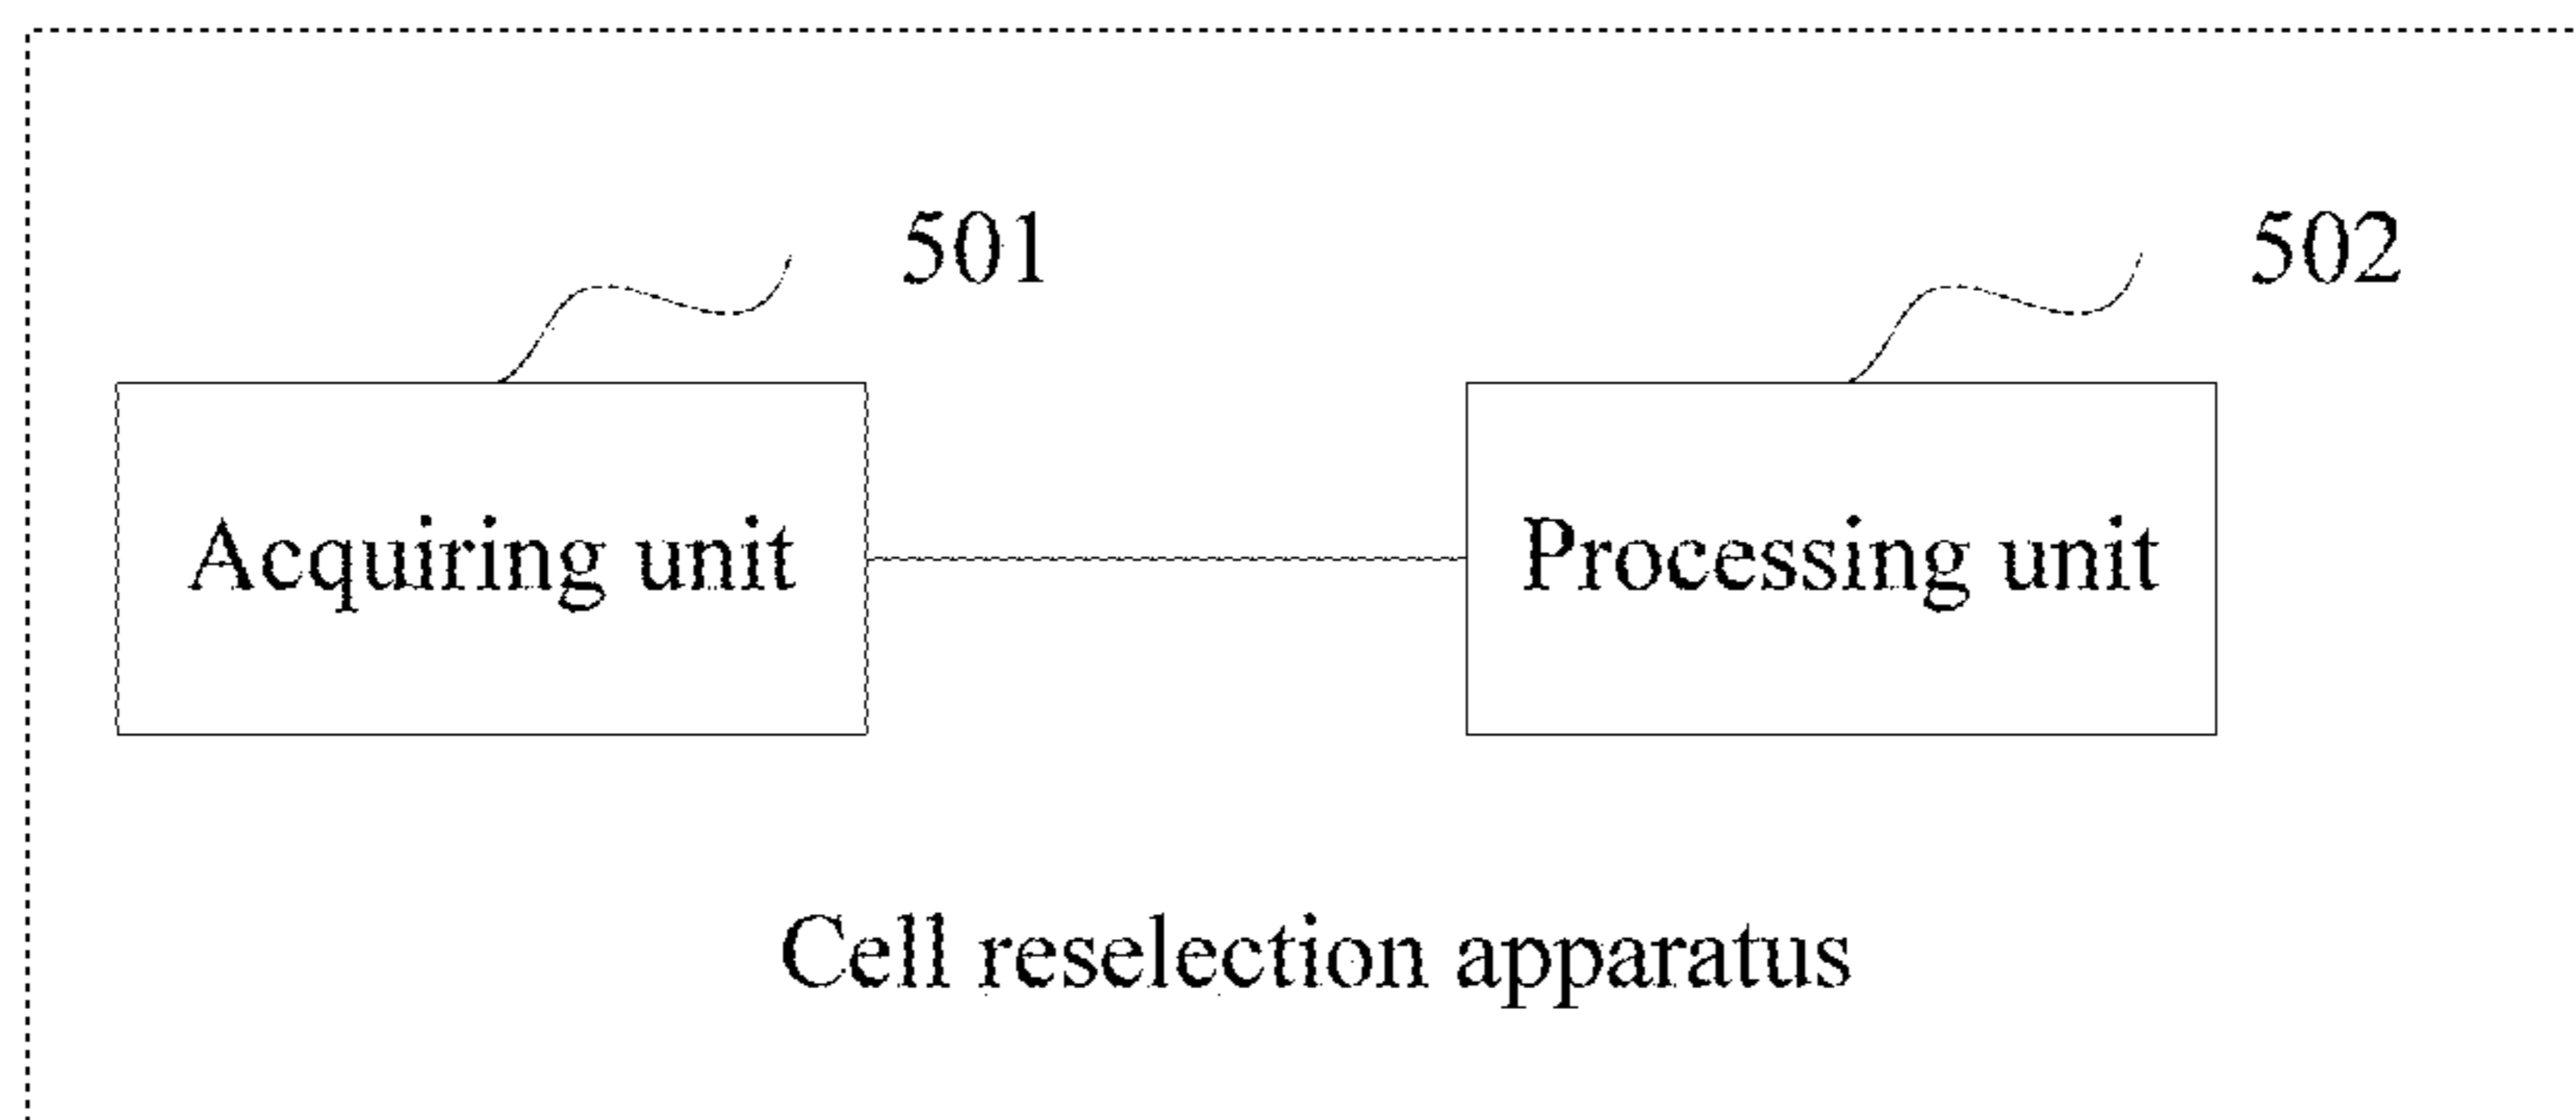 501
502
Acquiring unit
Processing unit
Cell reselection apparatus